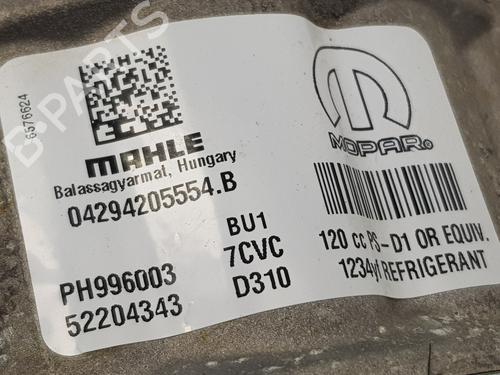 6576624
MAHLE
Balassagyarmat, Hungary
04294205554.B
MOPAR®
BU1
7CVC
D310
PH996003
52204343
120 cc PS-D1 OR EQUIV.
1234yf REFRIGERANT
B-PARTS